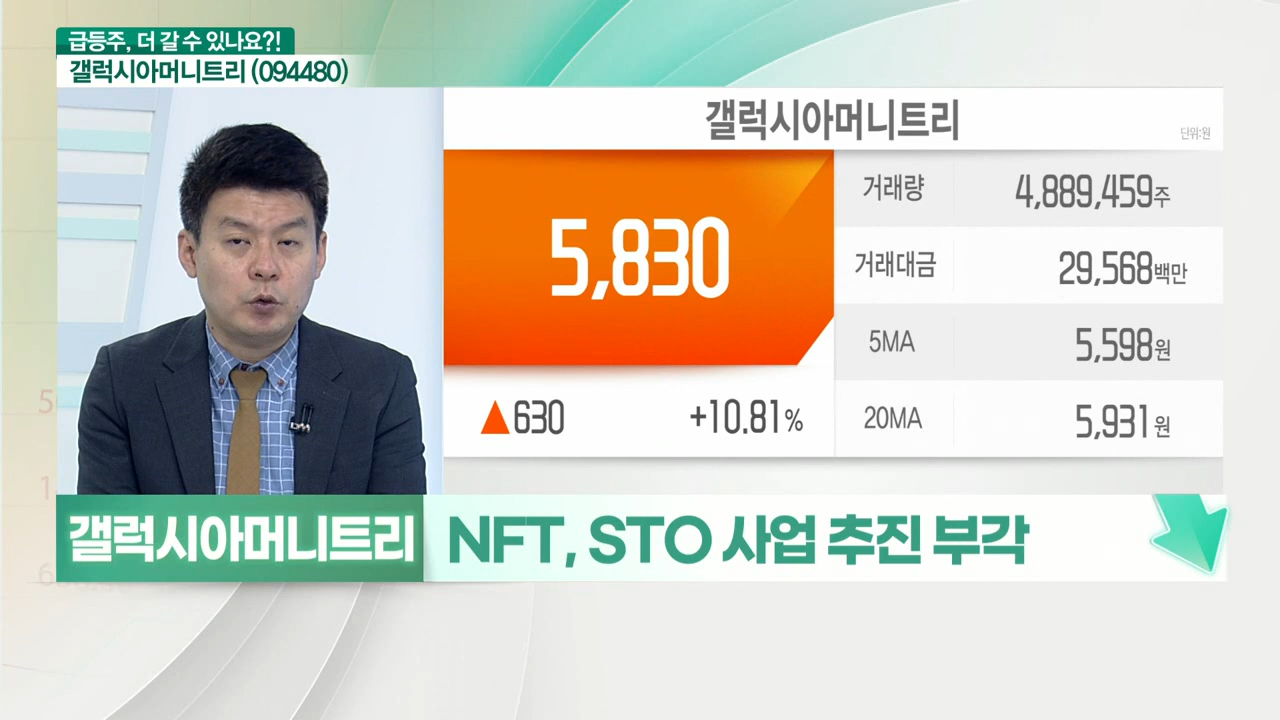 급등주, 더 갈 수 있나요?!
갤럭시아머니트리 (094480)
갤럭시아머니트리
단위:원
5,830
▲630 +10.81%
거래량 4,889,459주
거래대금 29,568백만
5MA 5,598원
20MA 5,931원
갤럭시아머니트리 NFT, STO 사업 추진 부각